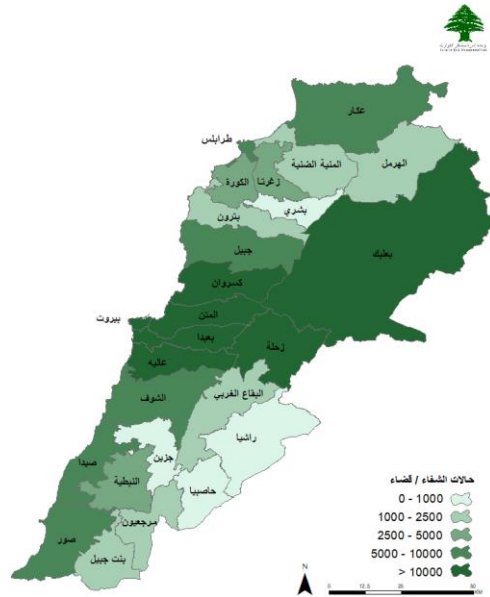 عكار
طرابلس
المنية الضنية
الهرمل
زغرتا
الكورة
بشري
بترون
جبيل
بعلبك
كسروان
المتن
بيروت
بعبدا
زحلة
عاليه
الشوف
البقاع الغربي
راشيا
جزين
صيدا
حاصبيا
النبطية
مرجعيون
صور
بنت جبيل
حالات الشفاء / قضاء
0 - 1000
1000 - 2500
2500 - 5000
5000 - 10000
> 10000
N
0 12.5 25 50
KM